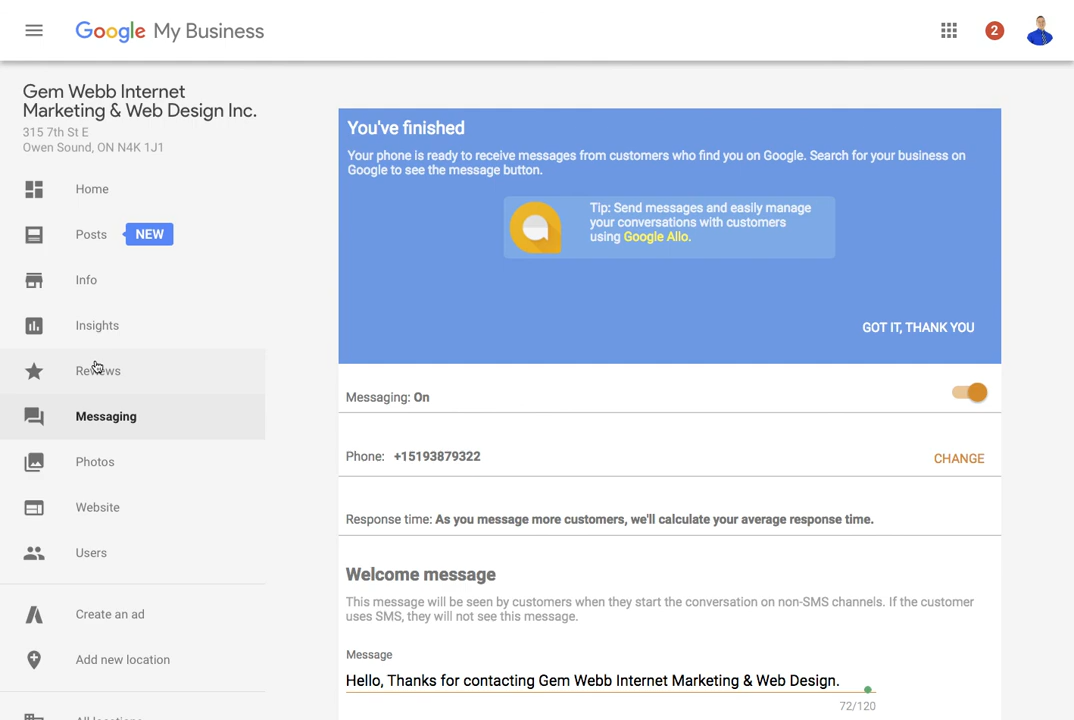 Google My Business
2
Gem Webb Internet
Marketing & Web Design Inc.
315 7th St E
Owen Sound, ON N4K 1J1
Home
Posts NEW
Info
Insights
Reviews
Messaging
Photos
Website
Users
Create an ad
Add new location
All locations
You've finished
Your phone is ready to receive messages from customers who find you on Google. Search for your business on
Google to see the message button.
Tip: Send messages and easily manage
your conversations with customers
using Google Allo.
GOT IT, THANK YOU
Messaging: On
Phone: +15193879322
CHANGE
Response time: As you message more customers, we'll calculate your average response time.
Welcome message
This message will be seen by customers when they start the conversation on non-SMS channels. If the customer
uses SMS, they will not see this message.
Message
Hello, Thanks for contacting Gem Webb Internet Marketing & Web Design.
72/120